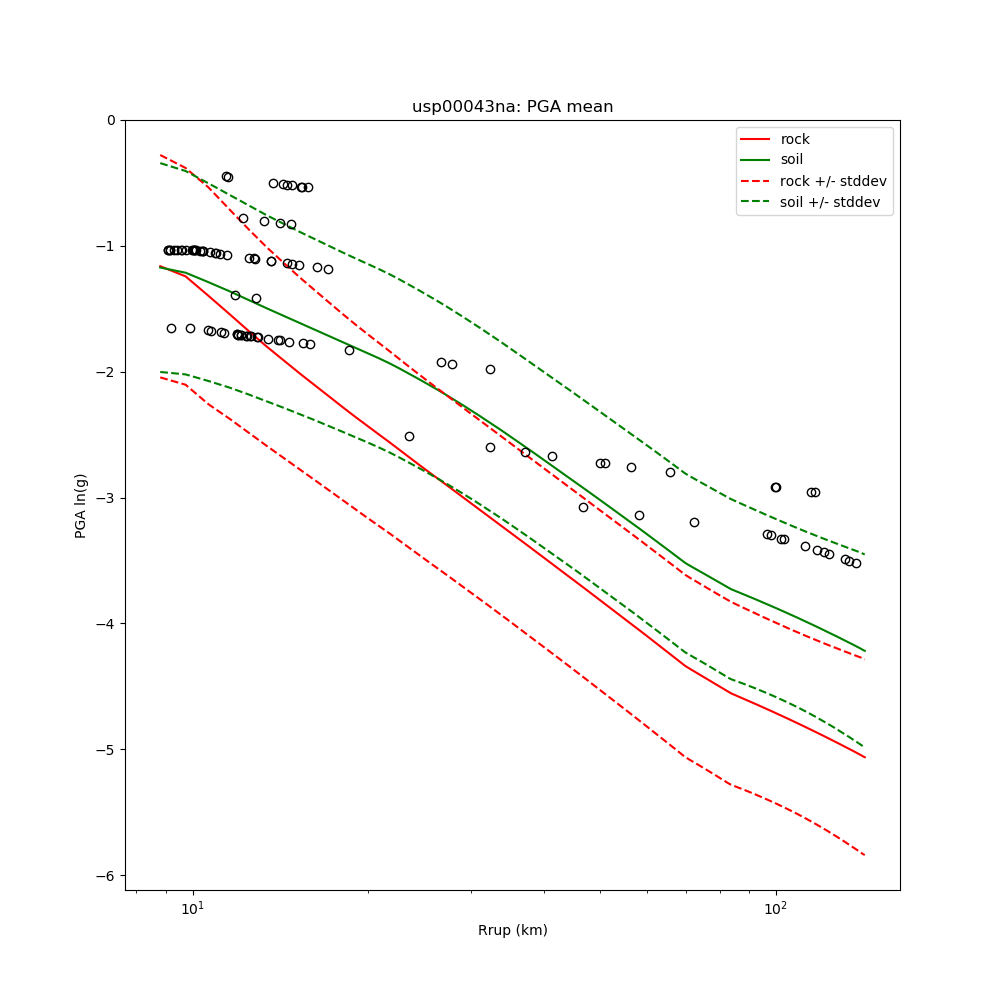 usp00043na: PGA mean
rock
soil
rock +/- stddev
soil +/- stddev
PGA ln(g)
0
−1
−2
−3
−4
−5
−6
10¹
10²
Rrup (km)